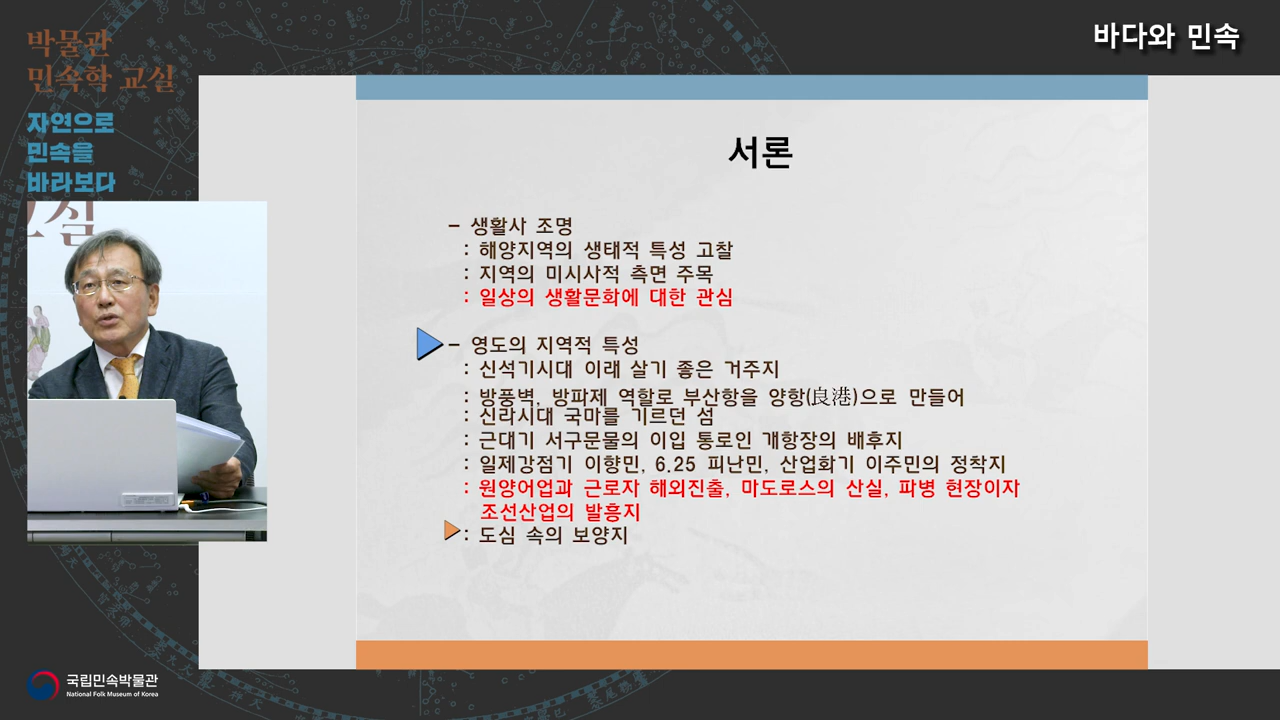 박물관
민속학 교실
자연으로
민속을
바라보다
바다와 민속
서론
– 생활사 조명
: 해양지역의 생태적 특성 고찰
: 지역의 미시사적 측면 주목
: 일상의 생활문화에 대한 관심
– 영도의 지역적 특성
: 신석기시대 이래 살기 좋은 거주지
: 방풍벽, 방파제 역할로 부산항을 양항(良港)으로 만들어
: 신라시대 국마를 기르던 섬
: 근대기 서구문물의 이입 통로인 개항장의 배후지
: 일제강점기 이향민, 6.25 피난민, 산업화기 이주민의 정착지
: 원양어업과 근로자 해외진출, 마도로스의 산실, 파병 현장이자
조선산업의 발흥지
: 도심 속의 보양지
국립민속박물관
National Folk Museum of Korea